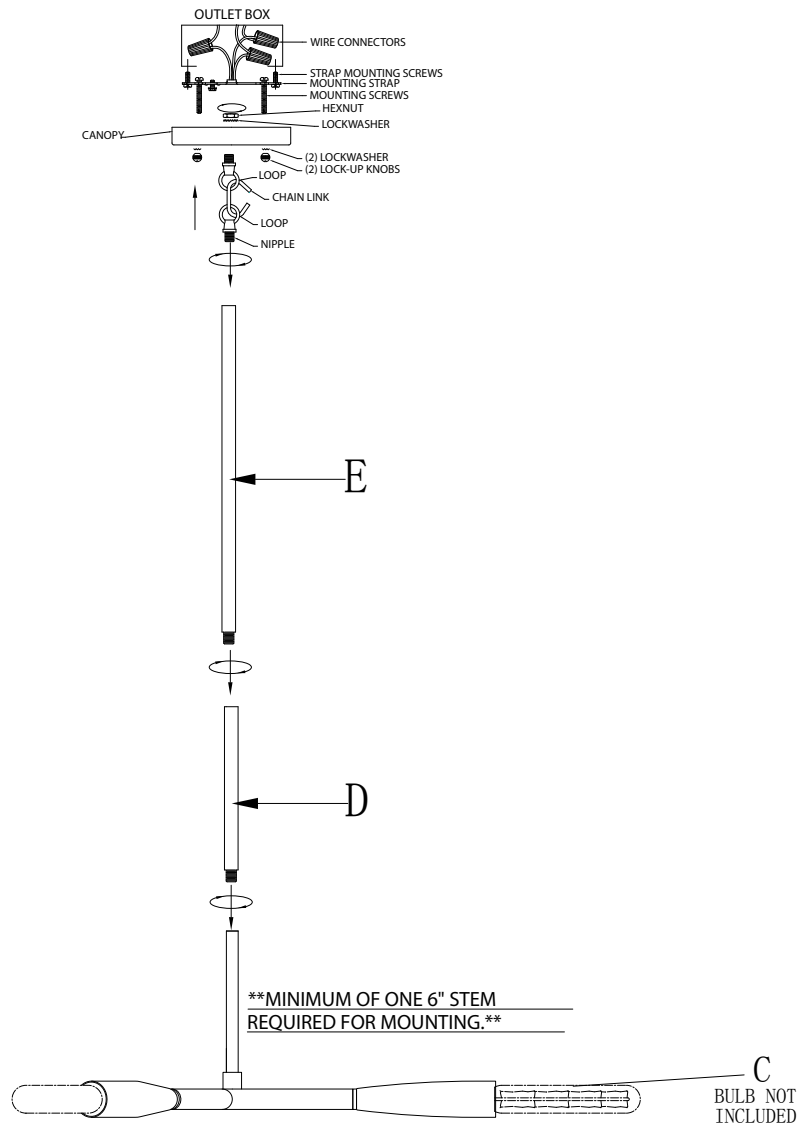 OUTLET BOX
WIRE CONNECTORS
STRAP MOUNTING SCREWS
MOUNTING STRAP
MOUNTING SCREWS
HEXNUT
LOCKWASHER
CANOPY
(2) LOCKWASHER
(2) LOCK-UP KNOBS
LOOP
CHAIN LINK
LOOP
NIPPLE
E
D
**MINIMUM OF ONE 6" STEM
REQUIRED FOR MOUNTING.**
C
BULB NOT
INCLUDED